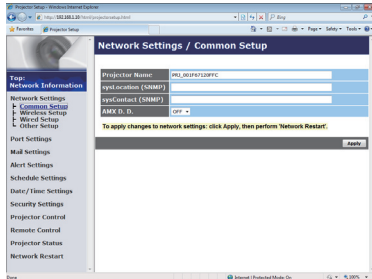 Projector Setup - Windows Internet Explorer
http://192.168.1.10/html/projectorsetup.html
Bing
Favorites
Projector Setup
Page
Safety
Tools
Top:
Network Information
Network Settings
Common Setup
Wireless Setup
Wired Setup
Other Setup
Port Settings
Mail Settings
Alert Settings
Schedule Settings
Date/Time Settings
Security Settings
Projector Control
Remote Control
Projector Status
Network Restart
Network Settings / Common Setup
Projector Name PRJ_001F67120FFC
sysLocation (SNMP)
sysContact (SNMP)
AMX D. D. OFF
To apply changes to network settings: click Apply, then perform 'Network Restart'.
Apply
Done
Internet | Protected Mode: On
100%